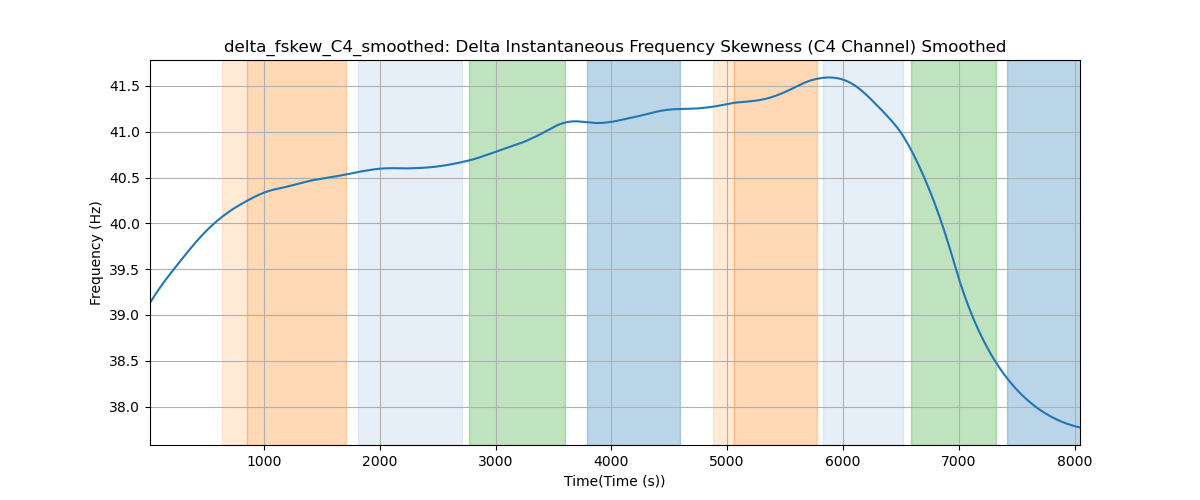 delta_fskew_C4_smoothed: Delta Instantaneous Frequency Skewness (C4 Channel) Smoothed
Frequency (Hz)
41.5
41.0
40.5
40.0
39.5
39.0
38.5
38.0
1000 2000 3000 4000 5000 6000 7000 8000
Time(Time (s))